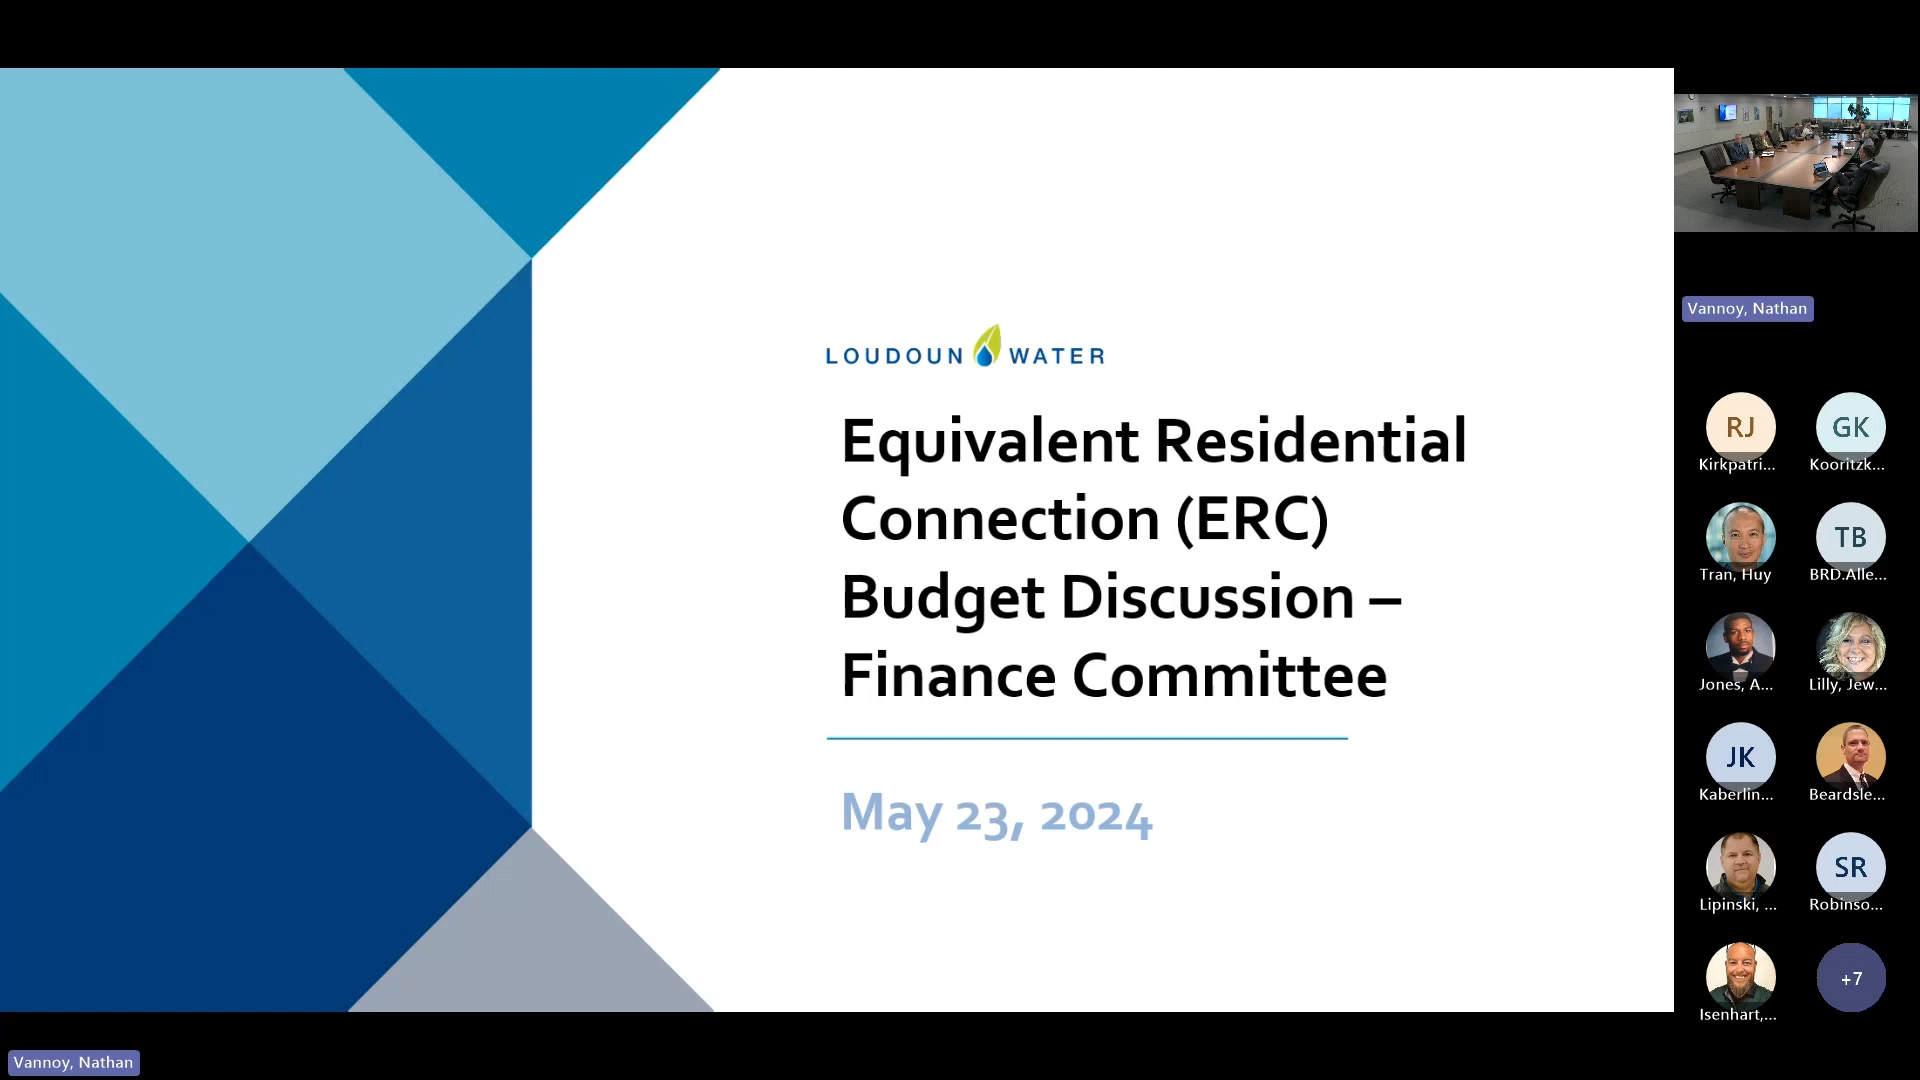 LOUDOUN WATER
Equivalent Residential
Connection (ERC)
Budget Discussion –
Finance Committee
May 23, 2024
Vannoy, Nathan
RJ
GK
Kirkpatri...
Kooritzk...
TB
Tran, Huy
BRD.Alle...
Jones, A...
Lilly, Jew...
JK
Kaberlin...
Beardsle...
SR
Lipinski, ...
Robinso...
+7
Isenhart,...
Vannoy, Nathan